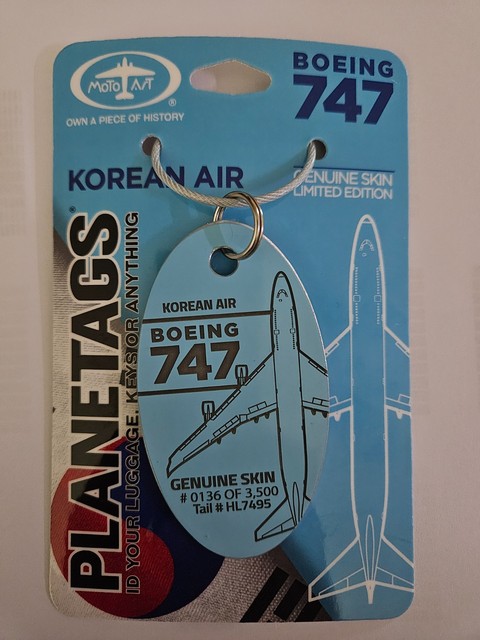 MotoArt
®
OWN A PIECE OF HISTORY
BOEING
747
KOREAN AIR
GENUINE SKIN
LIMITED EDITION
PLANETAGS
ID YOUR LUGGAGE, KEYS OR ANYTHING
KOREAN AIR
BOEING
747
GENUINE SKIN
# 0136 OF 3,500
Tail # HL7495